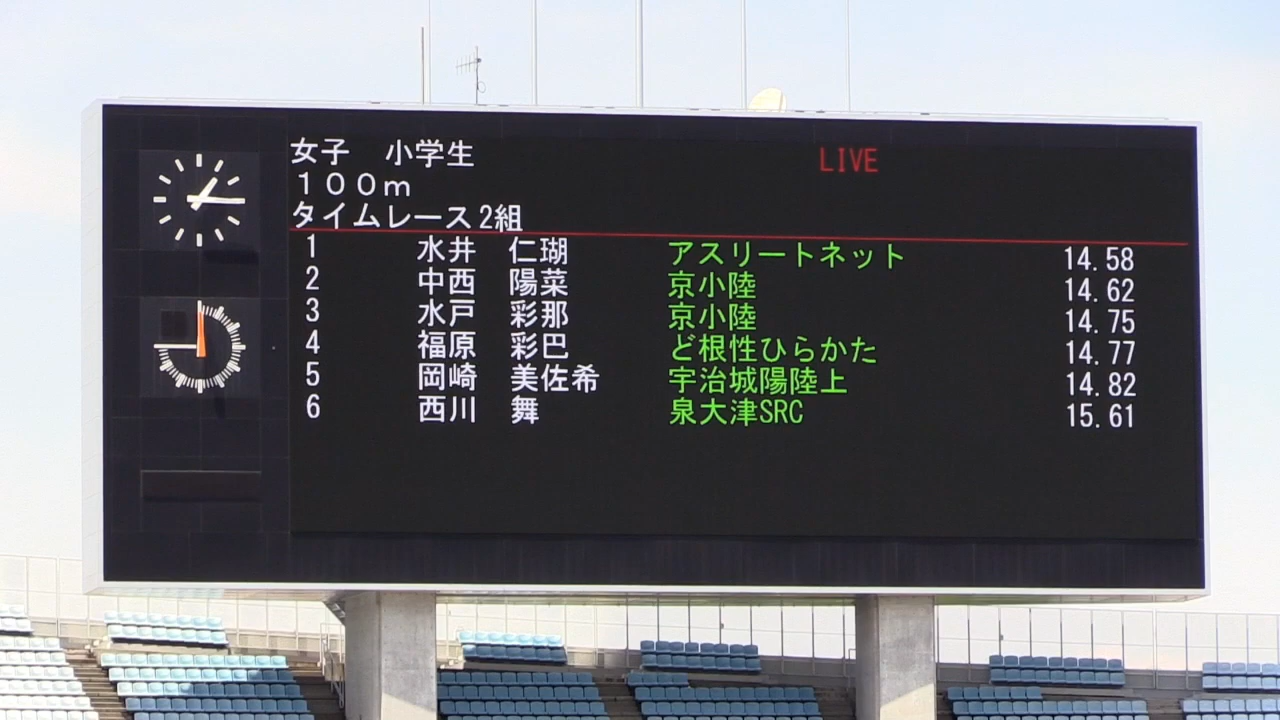 女子　小学生
LIVE
１００ｍ
タイムレース2組
1 水井 仁瑚 アスリートネット 14.58
2 中西 陽菜 京小陸 14.62
3 水戸 彩那 京小陸 14.75
4 福原 彩巴 ど根性ひらかた 14.77
5 岡崎 美佐希 宇治城陽陸上 14.82
6 西川 舞 泉大津SRC 15.61